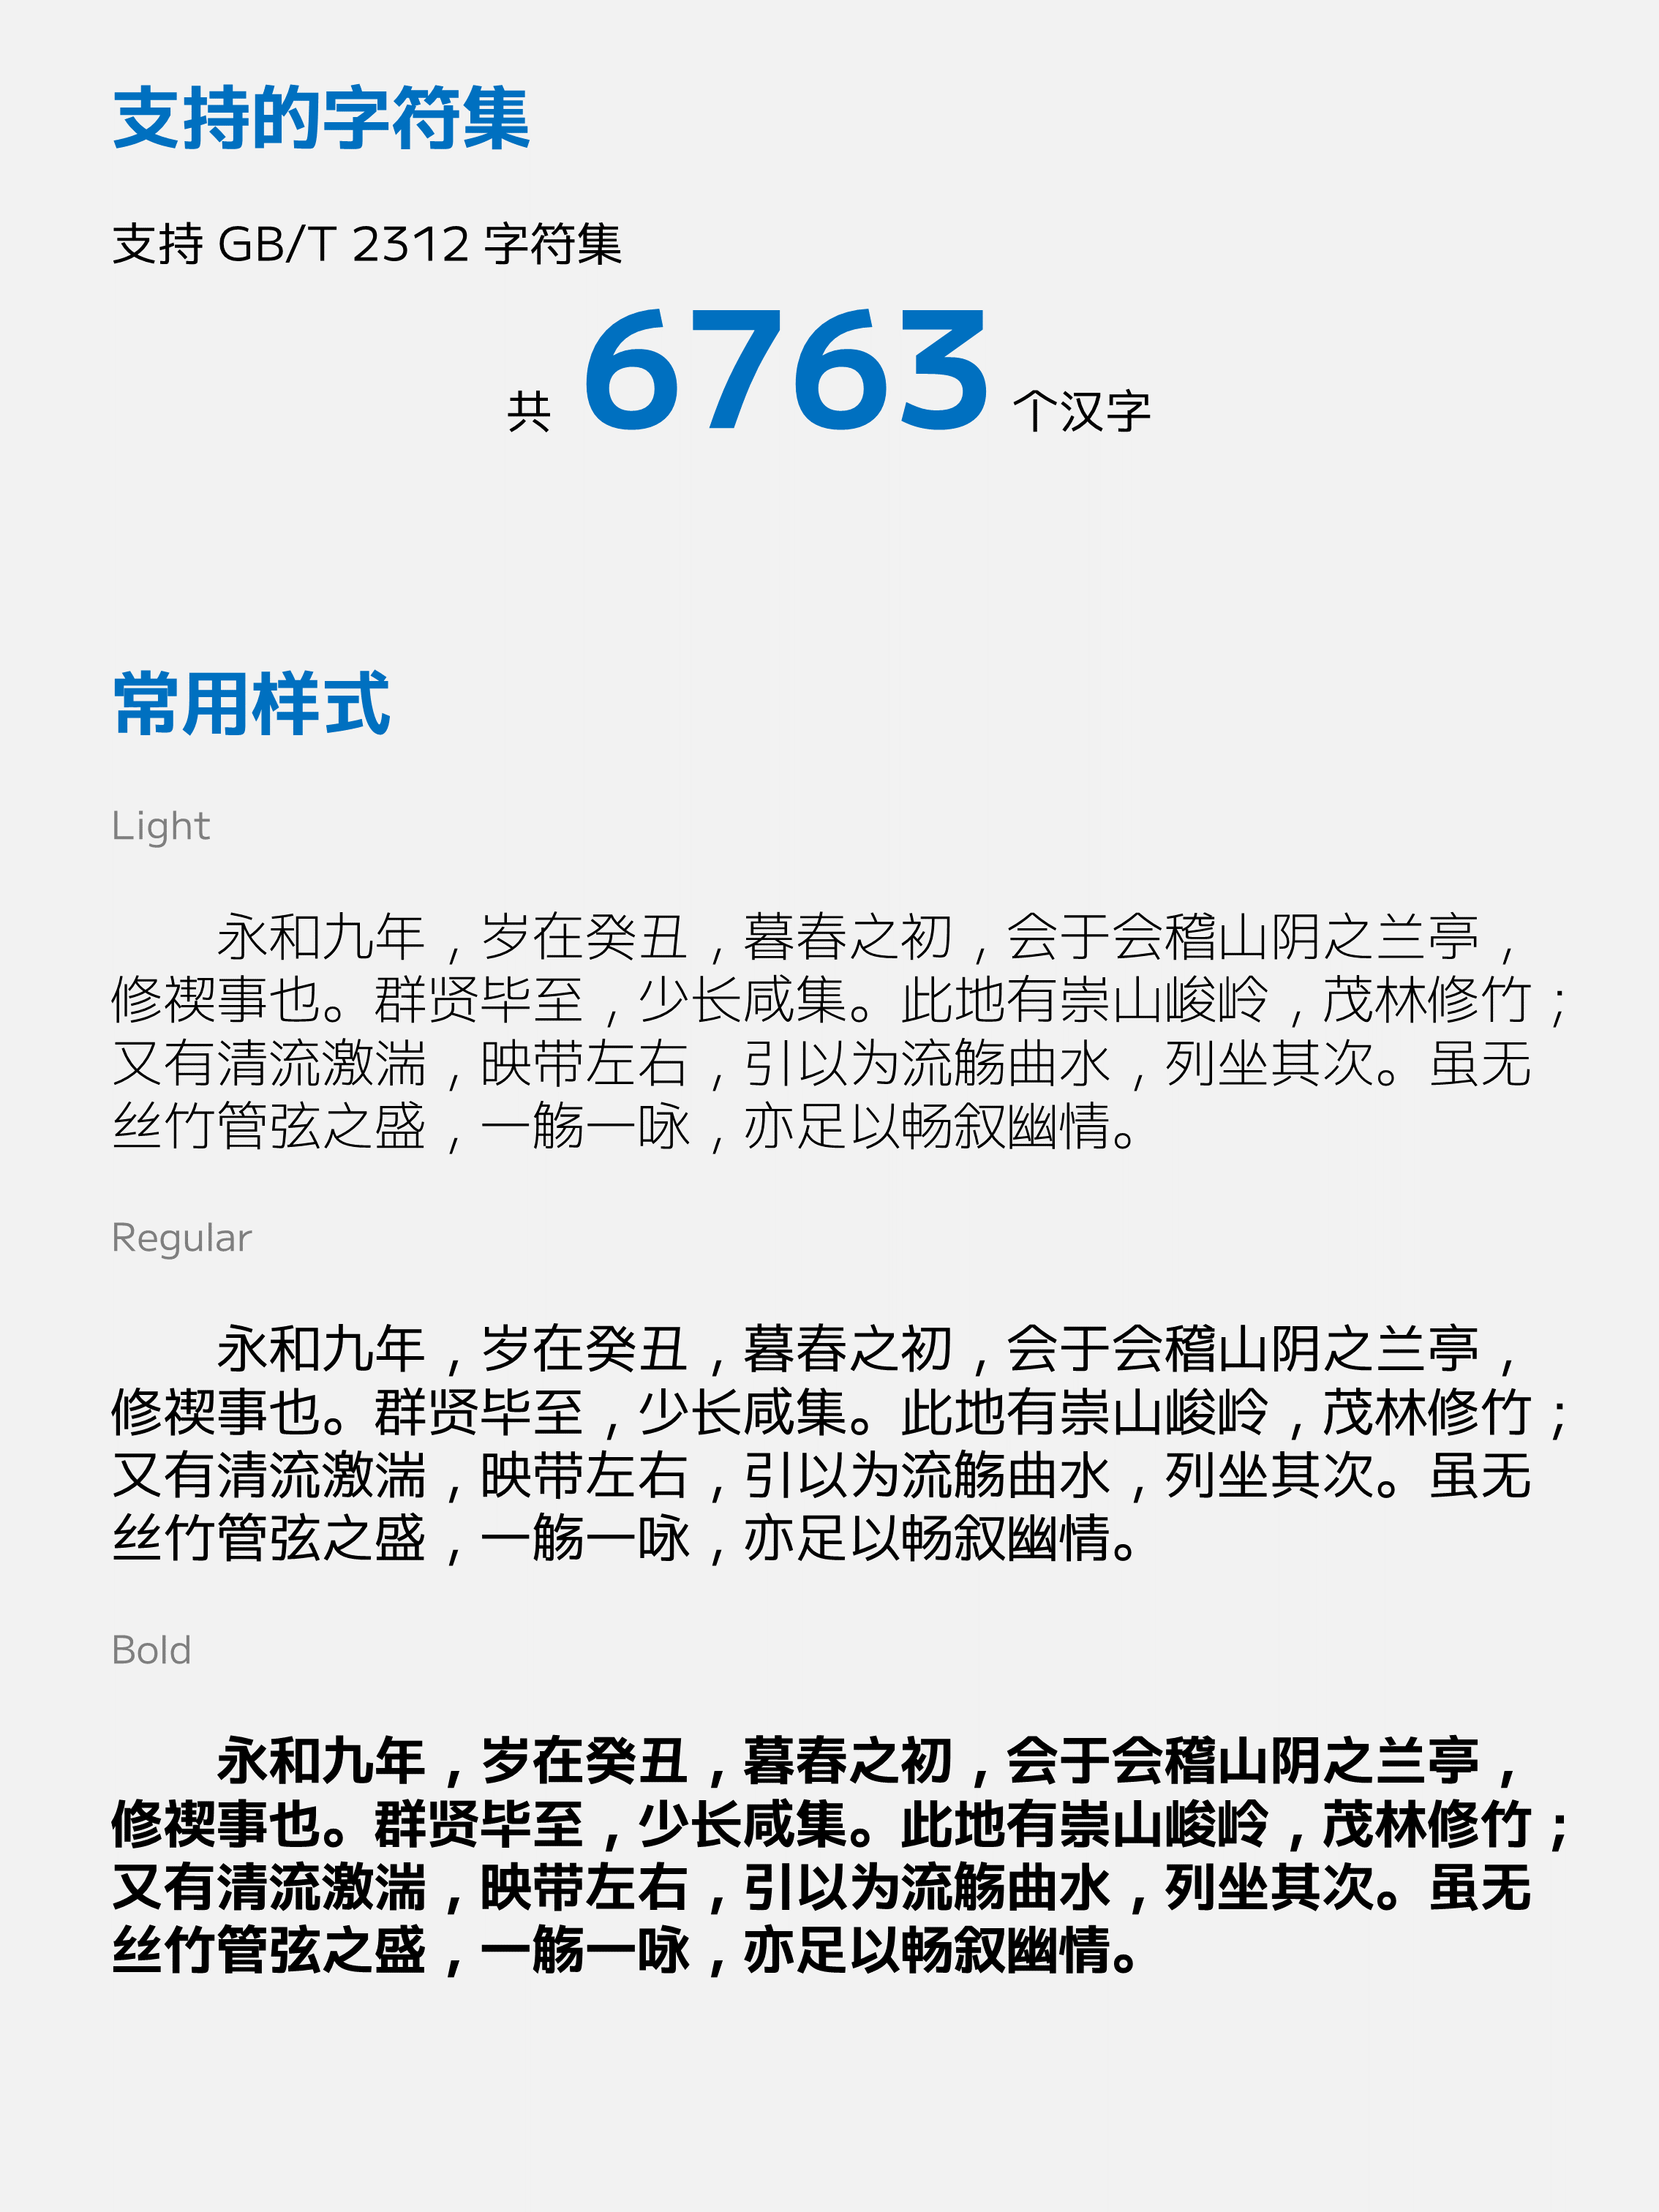 支持的字符集
支持 GB/T 2312 字符集
共 6763 个汉字
常用样式
Light
永和九年，岁在癸丑，暮春之初，会于会稽山阴之兰亭，
修禊事也。群贤毕至，少长咸集。此地有崇山峻岭，茂林修竹；
又有清流激湍，映带左右，引以为流觞曲水，列坐其次。虽无
丝竹管弦之盛，一觞一咏，亦足以畅叙幽情。
Regular
永和九年，岁在癸丑，暮春之初，会于会稽山阴之兰亭，
修禊事也。群贤毕至，少长咸集。此地有崇山峻岭，茂林修竹；
又有清流激湍，映带左右，引以为流觞曲水，列坐其次。虽无
丝竹管弦之盛，一觞一咏，亦足以畅叙幽情。
Bold
永和九年，岁在癸丑，暮春之初，会于会稽山阴之兰亭，
修禊事也。群贤毕至，少长咸集。此地有崇山峻岭，茂林修竹；
又有清流激湍，映带左右，引以为流觞曲水，列坐其次。虽无
丝竹管弦之盛，一觞一咏，亦足以畅叙幽情。